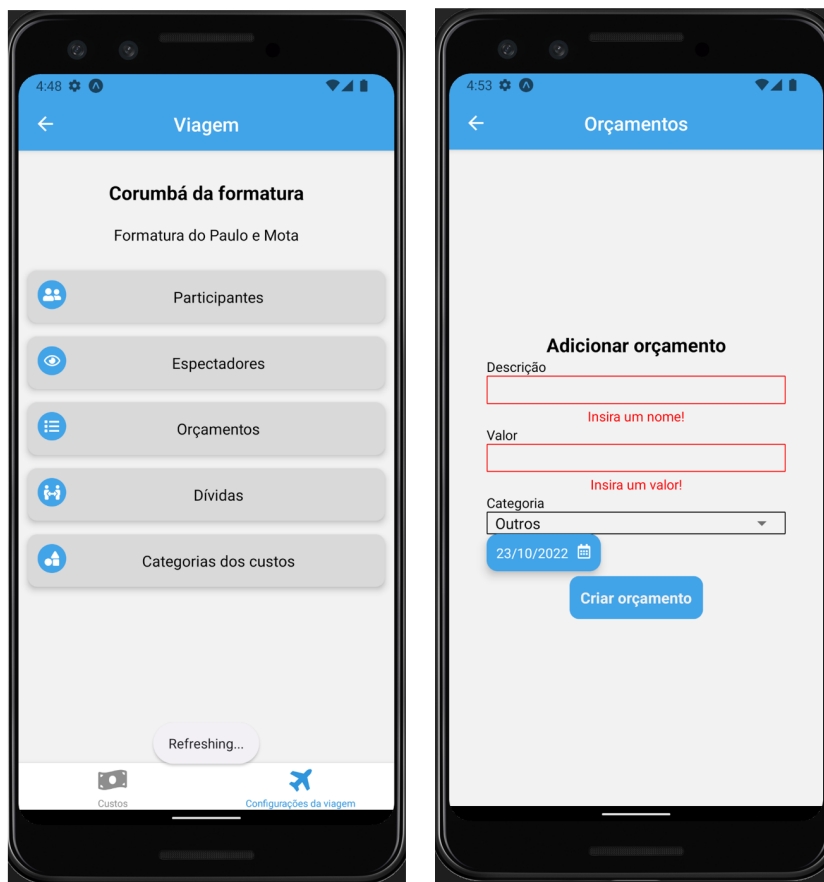 4:48
Viagem
Corumbá da formatura
Formatura do Paulo e Mota
Participantes
Espectadores
Orçamentos
Dívidas
Categorias dos custos
Refreshing...
Custos
Configurações da viagem
4:53
Orçamentos
Adicionar orçamento
Descrição
Insira um nome!
Valor
Insira um valor!
Categoria
Outros
23/10/2022
Criar orçamento